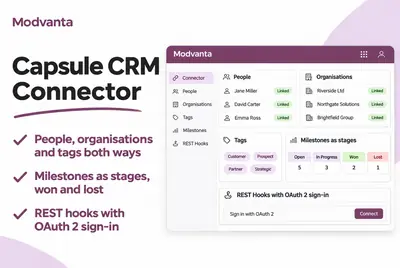 Modvanta
Capsule CRM
Connector
People, organisations
and tags both ways
Milestones as stages,
won and lost
REST hooks with
OAuth 2 sign-in
Modvanta
Connector
People
Organisations
Tags
Milestones
REST Hooks
People
Jane Miller Linked
David Carter Linked
Emma Ross Linked
Organisations
Riverside Ltd Linked
Northgate Solutions Linked
Brightfield Group Linked
Tags
Customer Prospect
Partner Strategic
Milestones as stages
Open In Progress Won Lost
5 3 2 1
REST Hooks with OAuth 2 sign-in
Sign in with OAuth 2 Connect